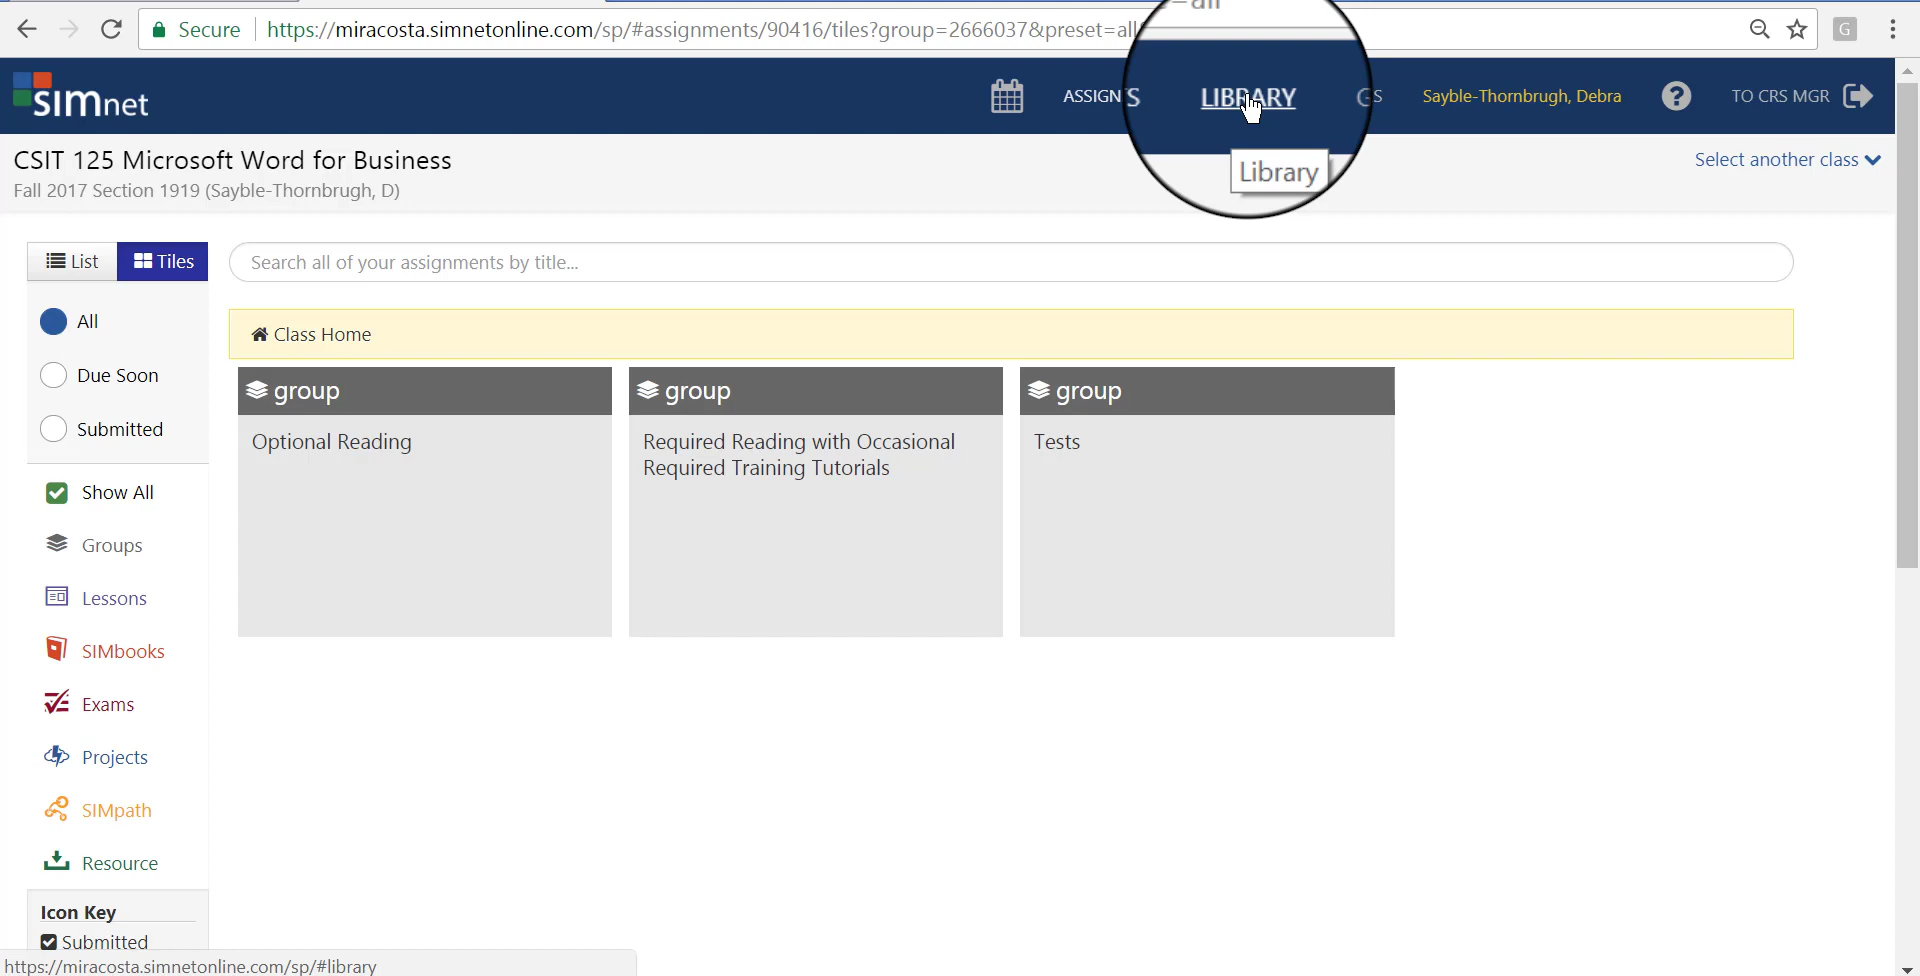 Secure
https://miracosta.simnetonline.com/sp/#assignments/90416/tiles?group=2666037&preset=all
=all
G
SIMnet
ASSIGN S
LIBRARY
GS
Sayble-Thornbrugh, Debra
?
TO CRS MGR
Library
CSIT 125 Microsoft Word for Business
Fall 2017 Section 1919 (Sayble-Thornbrugh, D)
Select another class
List
Tiles
Search all of your assignments by title...
All
Due Soon
Submitted
Class Home
group
Optional Reading
group
Required Reading with Occasional
Required Training Tutorials
group
Tests
Show All
Groups
Lessons
SIMbooks
Exams
Projects
SIMpath
Resource
Icon Key
Submitted
https://miracosta.simnetonline.com/sp/#library